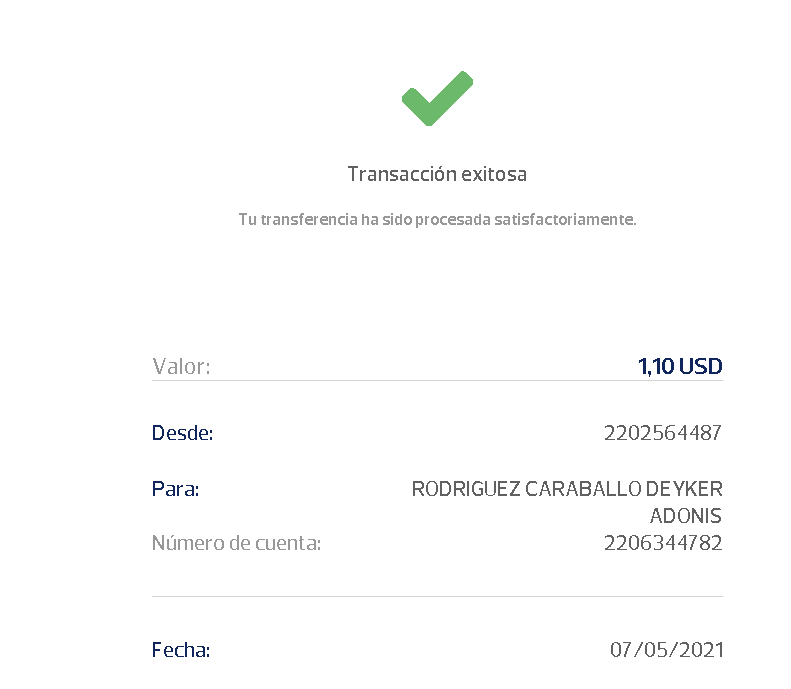 Transacción exitosa
Tu transferencia ha sido procesada satisfactoriamente.
Valor: 1,10 USD
Desde: 2202564487
Para: RODRIGUEZ CARABALLO DEYKER
ADONIS
Número de cuenta: 2206344782
Fecha: 07/05/2021